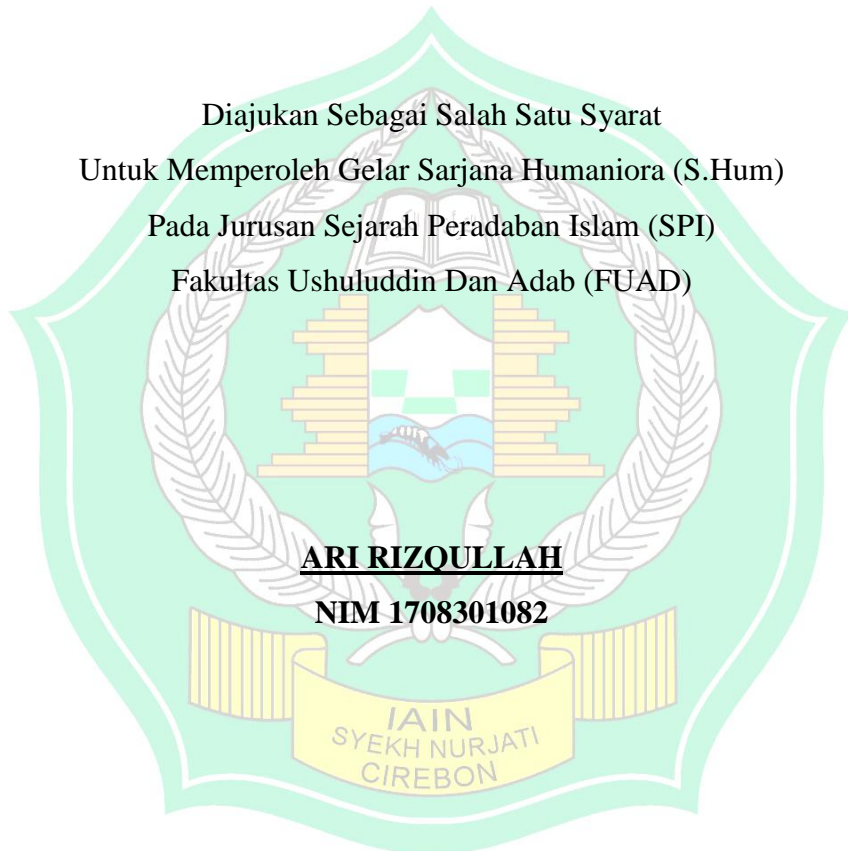 Diajukan Sebagai Salah Satu Syarat
Untuk Memperoleh Gelar Sarjana Humaniora (S.Hum)
Pada Jurusan Sejarah Peradaban Islam (SPI)
Fakultas Ushuluddin Dan Adab (FUAD)
ARI RIZQULLAH
NIM 1708301082
IAIN
SYEKH NURJATI
CIREBON